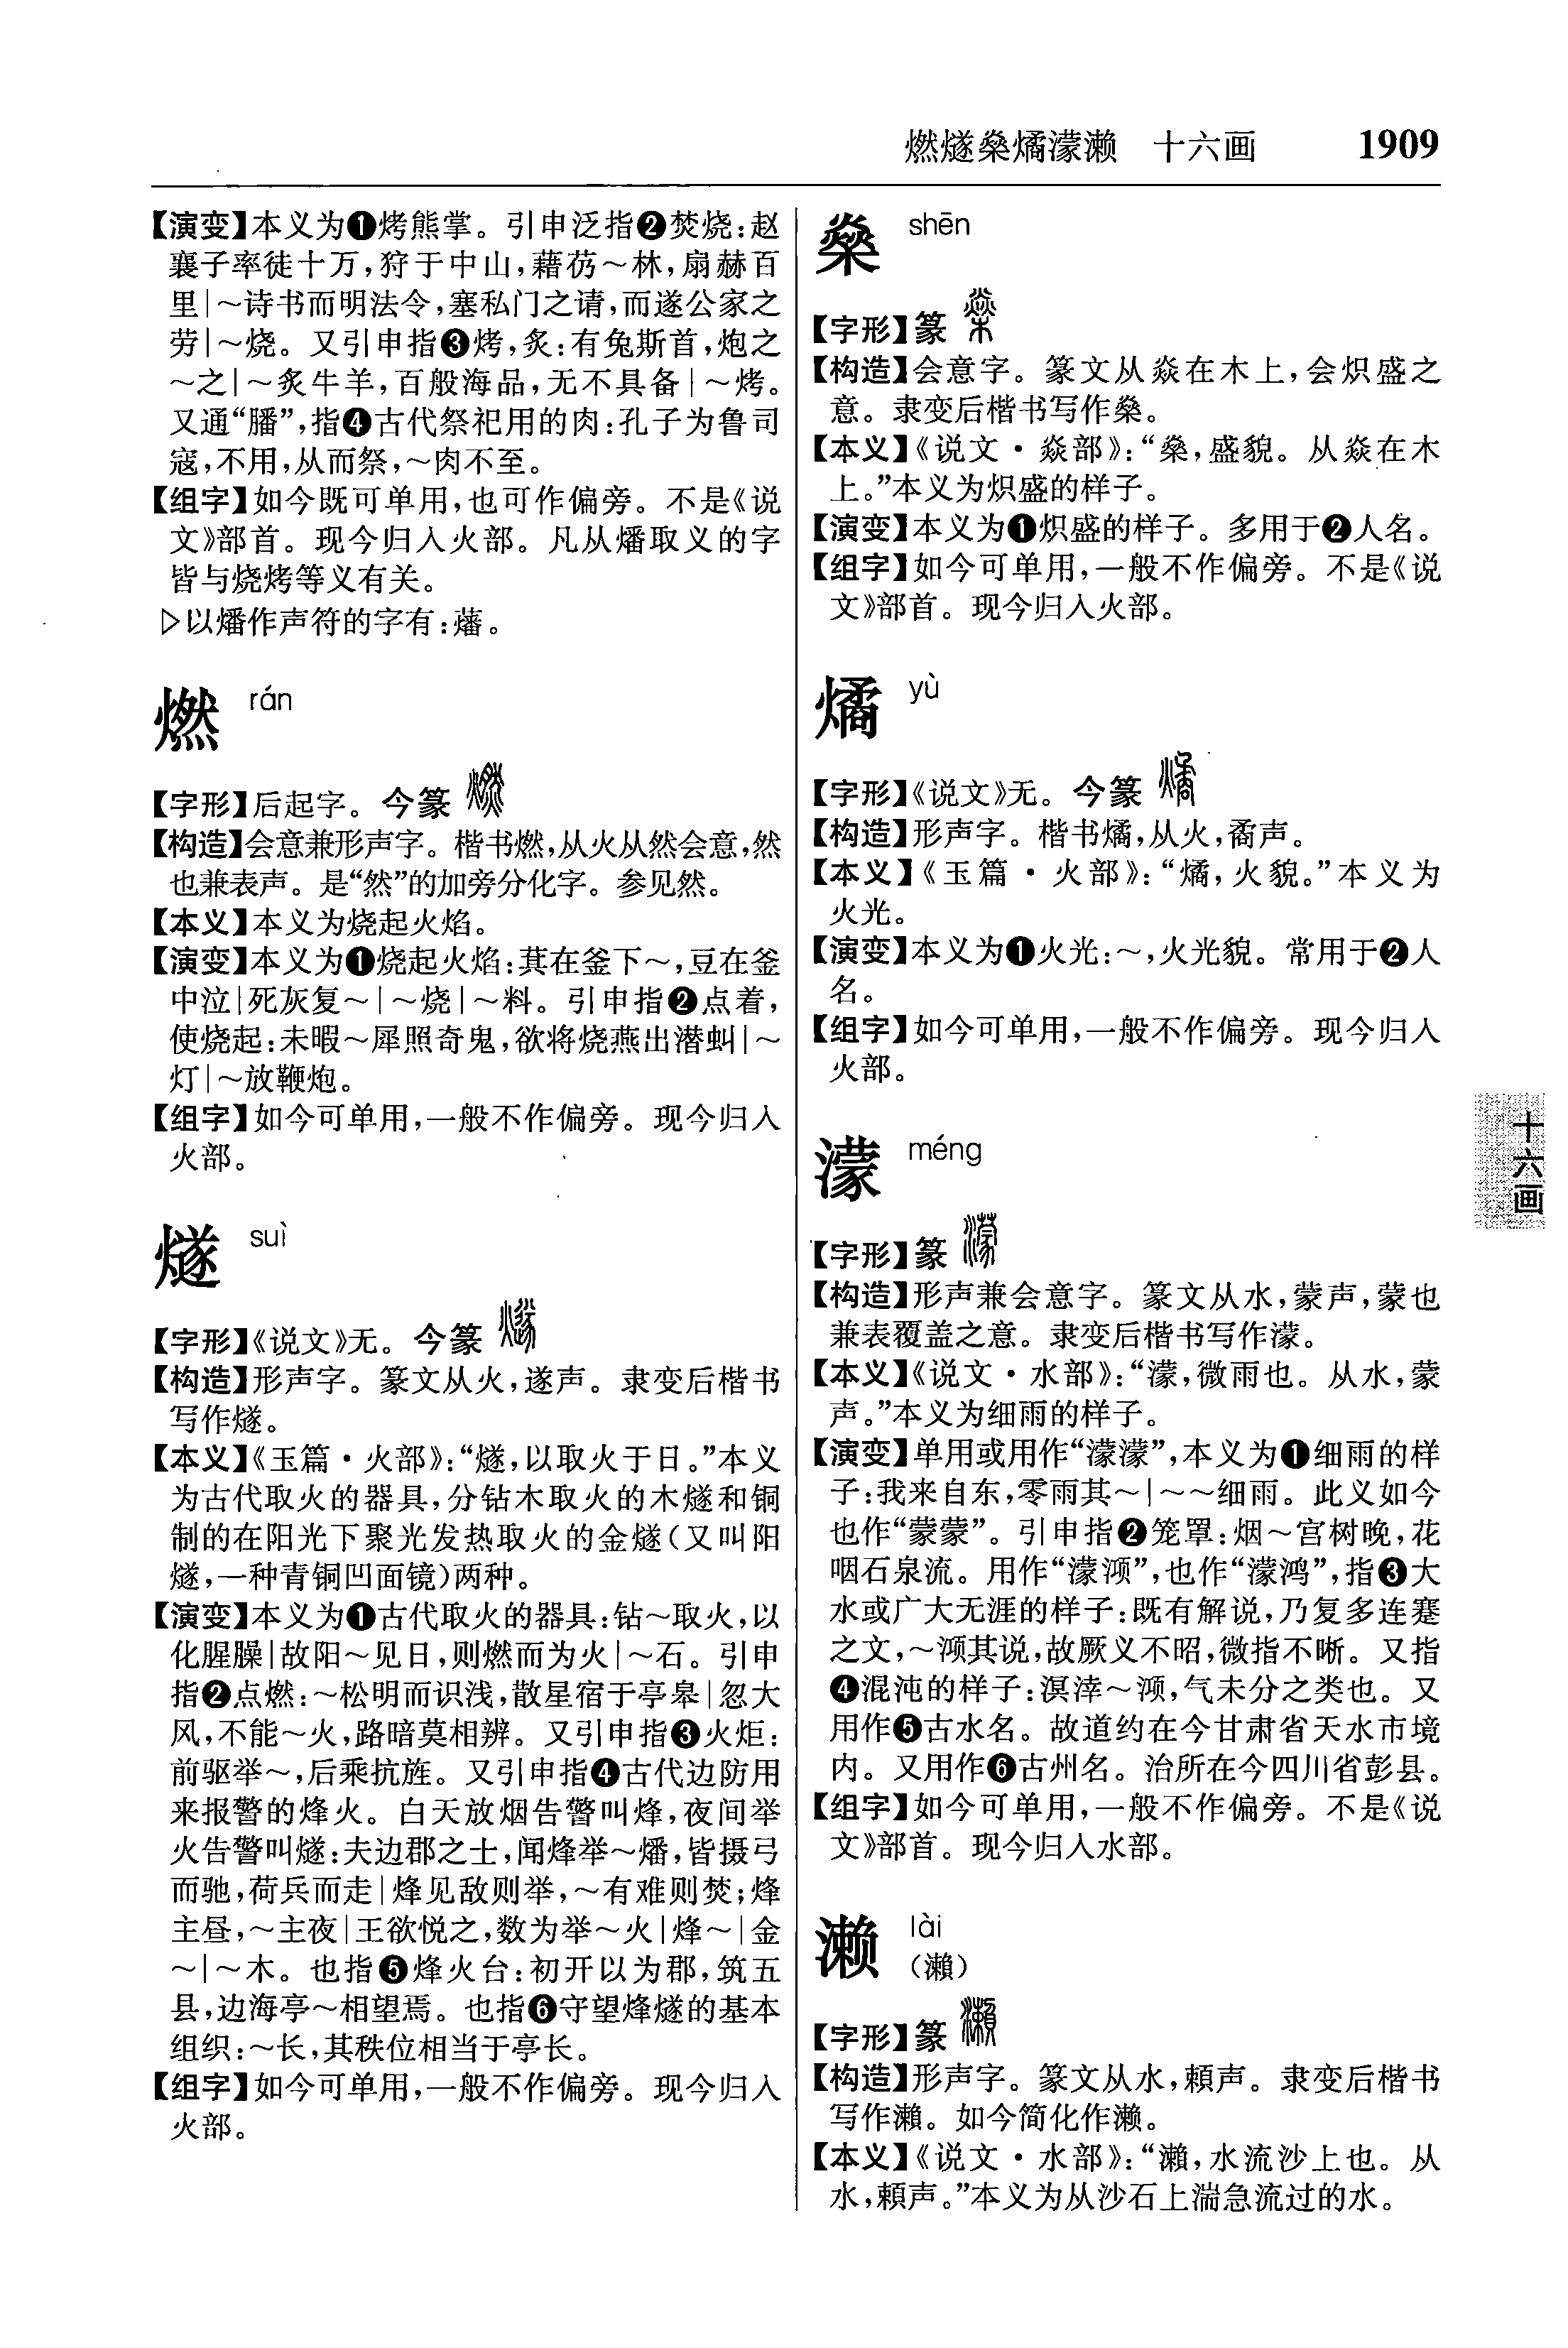 燃燧燊燏濛濑 十六画 1909
【演变】本义为❶烤熊掌。引申泛指❷焚烧:赵
襄子率徒十万,狩于中山,藉芿～林,扇赫百
里|～诗书而明法令,塞私门之请,而遂公家之
劳|～烧。又引申指❸烤,炙:有兔斯首,炮之
～之|～炙牛羊,百般海品,无不具备|～烤。
又通“膰”,指❹古代祭祀用的肉:孔子为鲁司
寇,不用,从而祭,～肉不至。
【组字】如今既可单用,也可作偏旁。不是《说
文》部首。现今归入火部。凡从燔取义的字
皆与烧烤等义有关。
▷以燔作声符的字有:薠。
燃 rán
【字形】后起字。今篆
【构造】会意兼形声字。楷书燃,从火从然会意,然
也兼表声。是“然”的加旁分化字。参见然。
【本义】本义为烧起火焰。
【演变】本义为❶烧起火焰:萁在釜下～,豆在釜
中泣|死灰复～|～烧|～料。引申指❷点着,
使烧起:未暇～犀照奇鬼,欲将烧燕出潜虬|～
灯|～放鞭炮。
【组字】如今可单用,一般不作偏旁。现今归入
火部。
燧 suì
【字形】《说文》无。今篆
【构造】形声字。篆文从火,遂声。隶变后楷书
写作燧。
【本义】《玉篇·火部》:“燧,以取火于日。”本义
为古代取火的器具,分钻木取火的木燧和铜
制的在阳光下聚光发热取火的金燧(又叫阳
燧,一种青铜凹面镜)两种。
【演变】本义为❶古代取火的器具:钻～取火,以
化腥臊|故阳～见日,则燃而为火|～石。引申
指❷点燃:～松明而识浅,散星宿于亭皋|忽大
风,不能～火,路暗莫相辨。又引申指❸火炬:
前驱举～,后乘抗旌。又引申指❹古代边防用
来报警的烽火。白天放烟告警叫烽,夜间举
火告警叫燧:夫边郡之士,闻烽举～燔,皆摄弓
而驰,荷兵而走|烽见敌则举,～有难则焚;烽
主昼,～主夜|王欲悦之,数为举～火|烽～|金
～|～木。也指❺烽火台:初开以为郡,筑五
县,边海亭～相望焉。也指❻守望烽燧的基本
组织:～长,其秩位相当于亭长。
【组字】如今可单用,一般不作偏旁。现今归入
火部。
燊 shēn
【字形】篆
【构造】会意字。篆文从焱在木上,会炽盛之
意。隶变后楷书写作燊。
【本义】《说文·焱部》:“燊,盛貌。从焱在木
上。”本义为炽盛的样子。
【演变】本义为❶炽盛的样子。多用于❷人名。
【组字】如今可单用,一般不作偏旁。不是《说
文》部首。现今归入火部。
燏 yù
【字形】《说文》无。今篆
【构造】形声字。楷书燏,从火,矞声。
【本义】《玉篇·火部》:“燏,火貌。”本义为
火光。
【演变】本义为❶火光:～,火光貌。常用于❷人
名。
【组字】如今可单用,一般不作偏旁。现今归入
火部。
濛 méng
【字形】篆
【构造】形声兼会意字。篆文从水,蒙声,蒙也
兼表覆盖之意。隶变后楷书写作濛。
【本义】《说文·水部》:“濛,微雨也。从水,蒙
声。”本义为细雨的样子。
【演变】单用或用作“濛濛”,本义为❶细雨的样
子:我来自东,零雨其～|～～细雨。此义如今
也作“蒙蒙”。引申指❷笼罩:烟～宫树晚,花
咽石泉流。用作“濛澒”,也作“濛鸿”,指❸大
水或广大无涯的样子:既有解说,乃复多连蹇
之文,～澒其说,故厥义不昭,微指不晰。又指
❹混沌的样子:溟涬～澒,气未分之类也。又
用作❺古水名。故道约在今甘肃省天水市境
内。又用作❻古州名。治所在今四川省彭县。
【组字】如今可单用,一般不作偏旁。不是《说
文》部首。现今归入水部。
濑 lài
(瀨)
【字形】篆
【构造】形声字。篆文从水,賴声。隶变后楷书
写作瀨。如今简化作濑。
【本义】《说文·水部》:“瀨,水流沙上也。从
水,賴声。”本义为从沙石上湍急流过的水。
十六画